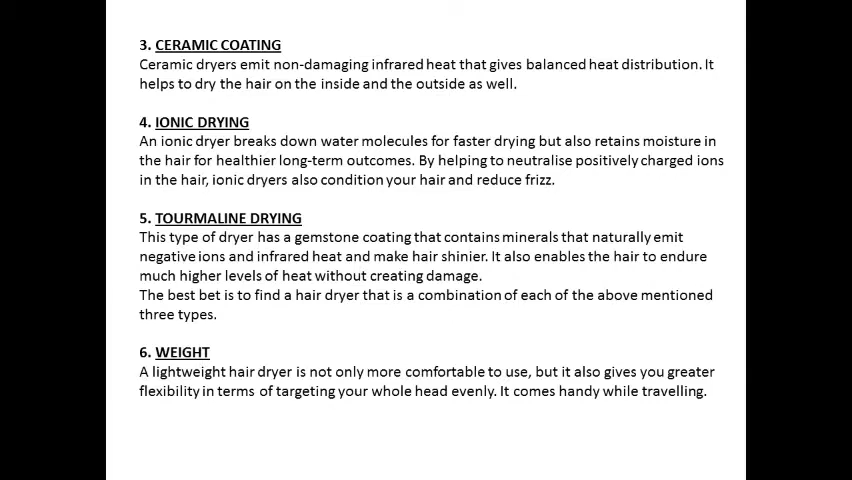 3. CERAMIC COATING
Ceramic dryers emit non-damaging infrared heat that gives balanced heat distribution. It
helps to dry the hair on the inside and the outside as well.
4. IONIC DRYING
An ionic dryer breaks down water molecules for faster drying but also retains moisture in
the hair for healthier long-term outcomes. By helping to neutralise positively charged ions
in the hair, ionic dryers also condition your hair and reduce frizz.
5. TOURMALINE DRYING
This type of dryer has a gemstone coating that contains minerals that naturally emit
negative ions and infrared heat and make hair shinier. It also enables the hair to endure
much higher levels of heat without creating damage.
The best bet is to find a hair dryer that is a combination of each of the above mentioned
three types.
6. WEIGHT
A lightweight hair dryer is not only more comfortable to use, but it also gives you greater
flexibility in terms of targeting your whole head evenly. It comes handy while travelling.